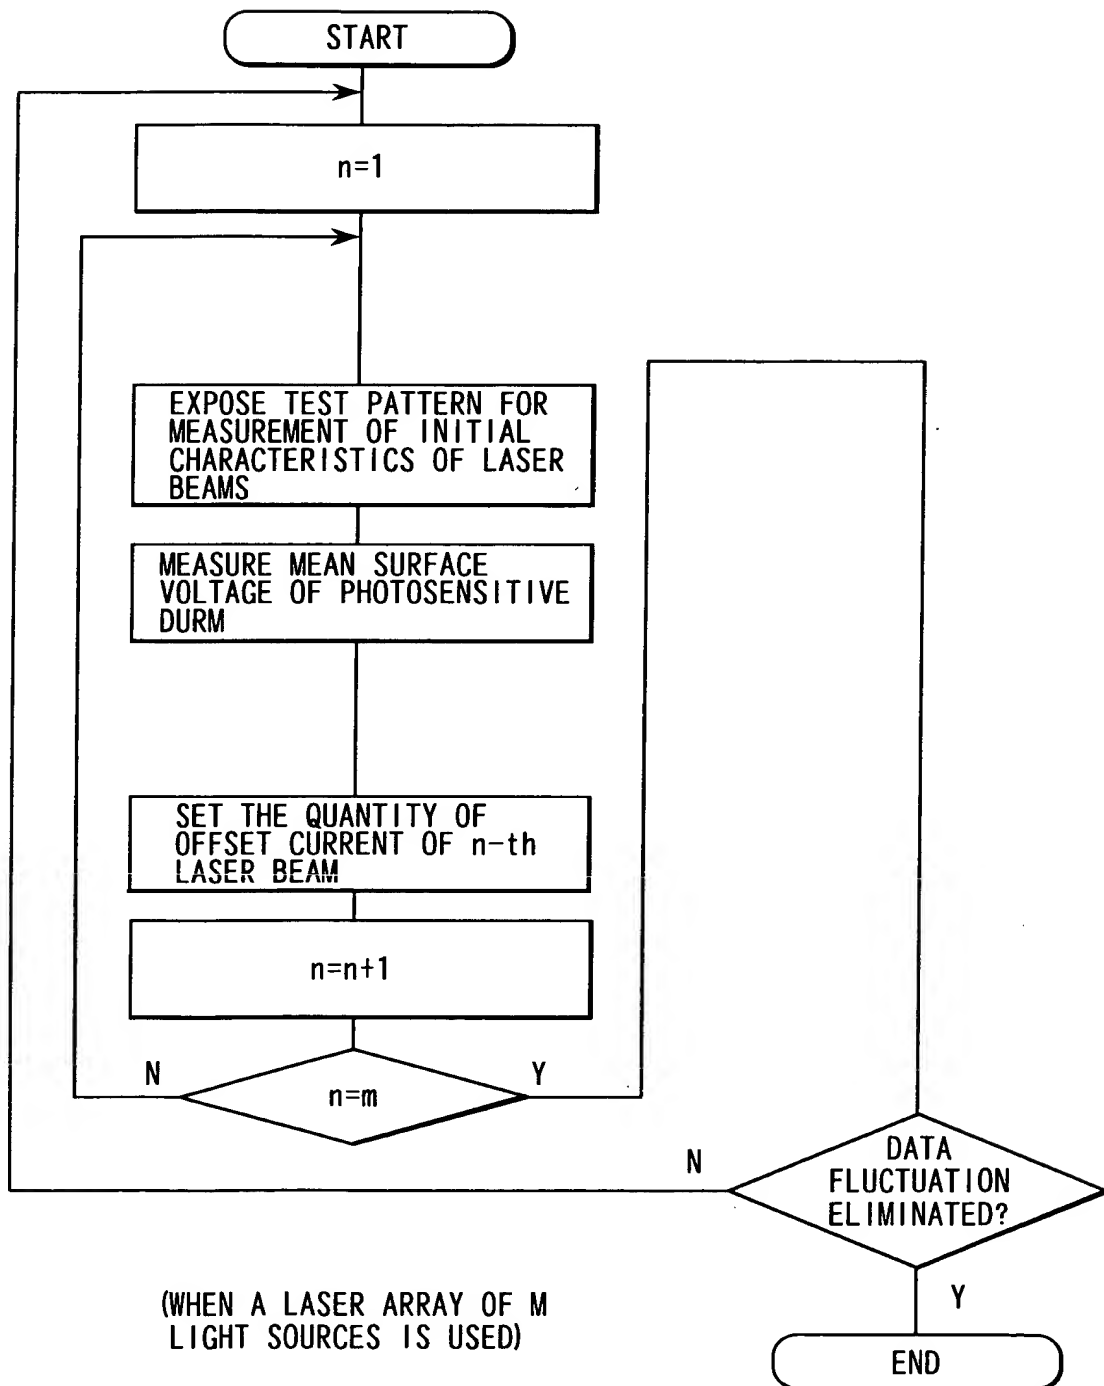 START
n=1
EXPOSE TEST PATTERN FOR
MEASUREMENT OF INITIAL
CHARACTERISTICS OF LASER
BEAMS
MEASURE MEAN SURFACE
VOLTAGE OF PHOTOSENSITIVE
DURM
SET THE QUANTITY OF
OFFSET CURRENT OF n-th
LASER BEAM
n=n+1
N
Y
n=m
N
DATA
FLUCTUATION
ELIMINATED?
Y
(WHEN A LASER ARRAY OF M
LIGHT SOURCES IS USED)
END